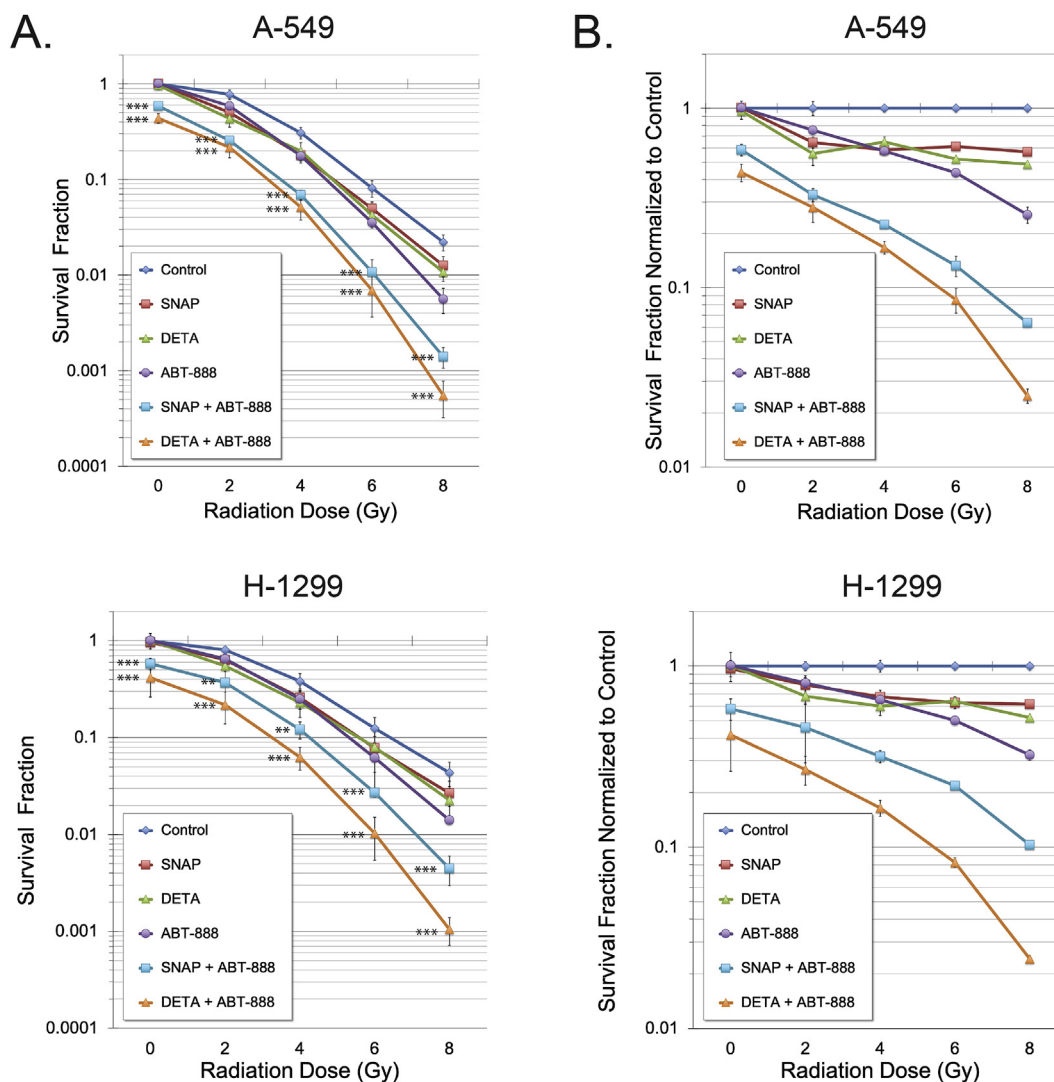 A.
A-549
Survival Fraction
1
0.1
0.01
0.001
0.0001
***
***
***
***
***
***
***
***
***
***
Control
SNAP
DETA
ABT-888
SNAP + ABT-888
DETA + ABT-888
0 2 4 6 8
Radiation Dose (Gy)
B.
A-549
Survival Fraction Normalized to Control
1
0.1
0.01
Control
SNAP
DETA
ABT-888
SNAP + ABT-888
DETA + ABT-888
0 2 4 6 8
Radiation Dose (Gy)
H-1299
Survival Fraction
1
0.1
0.01
0.001
0.0001
***
***
**
***
**
***
***
***
***
***
Control
SNAP
DETA
ABT-888
SNAP + ABT-888
DETA + ABT-888
0 2 4 6 8
Radiation Dose (Gy)
H-1299
Survival Fraction Normalized to Control
1
0.1
0.01
Control
SNAP
DETA
ABT-888
SNAP + ABT-888
DETA + ABT-888
0 2 4 6 8
Radiation Dose (Gy)